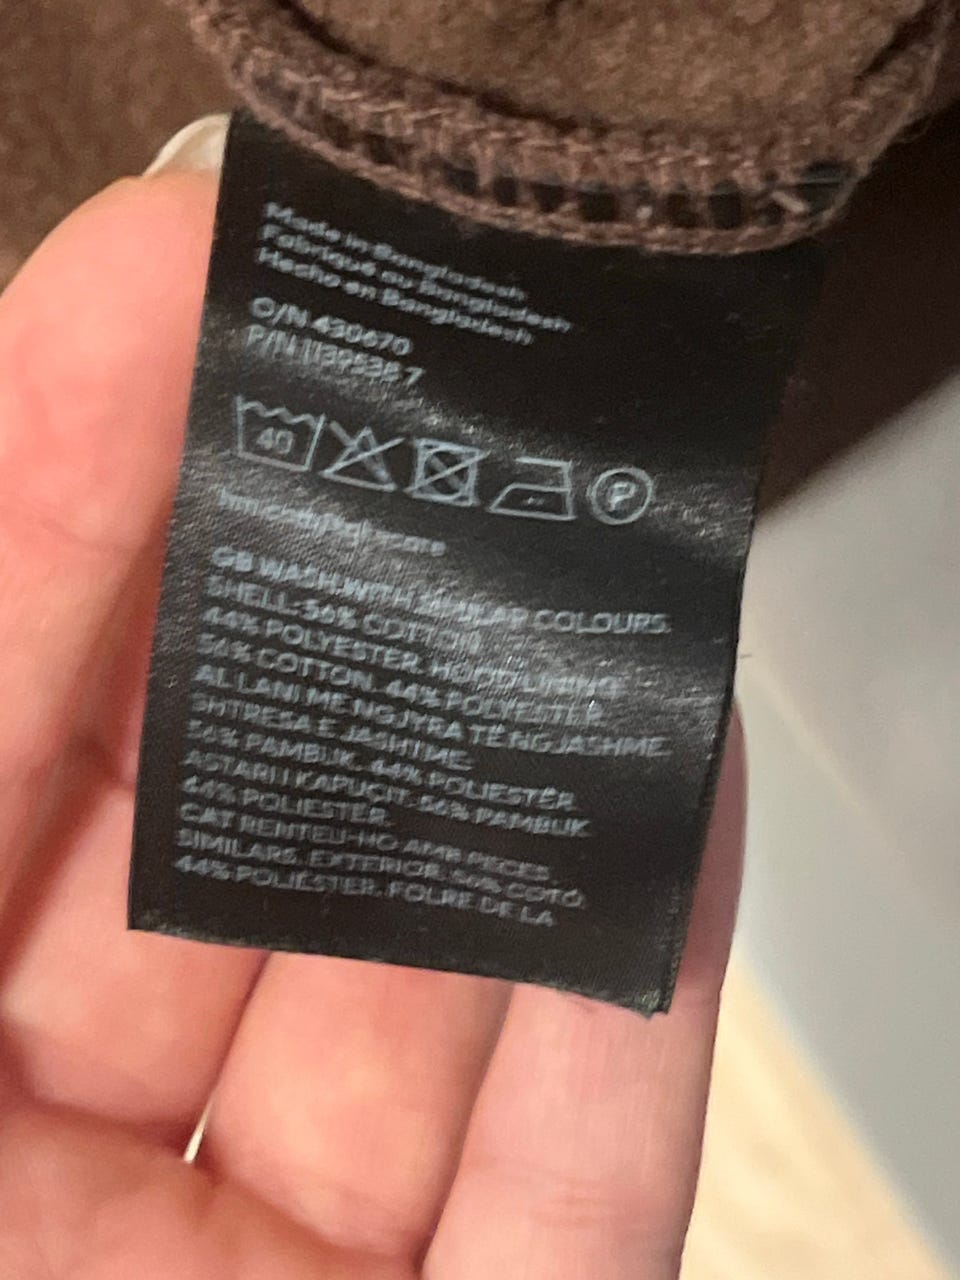 Made in Bangladesh
Fabriqué au Bangladesh
Hecho en Bangladesh
O/N 430670
P/N
40
P
GB WASH WITH SIMILAR COLOURS.
SHELL: 56% COTTON,
44% POLYESTER. HOOD LINING:
56% COTTON, 44% POLYESTER.
AL LANI ME NGJYRA TË NGJASHME.
SHTRESA E JASHTME:
56% PAMBUK, 44% POLIESTËR.
ASTARI I KAPUÇIT: 56% PAMBUK,
44% POLIESTËR.
CAT RENTEU-HO AMB PECES
SIMILARS. EXTERIOR: 56% COTÓ,
44% POLIÈSTER. FOLRE DE LA